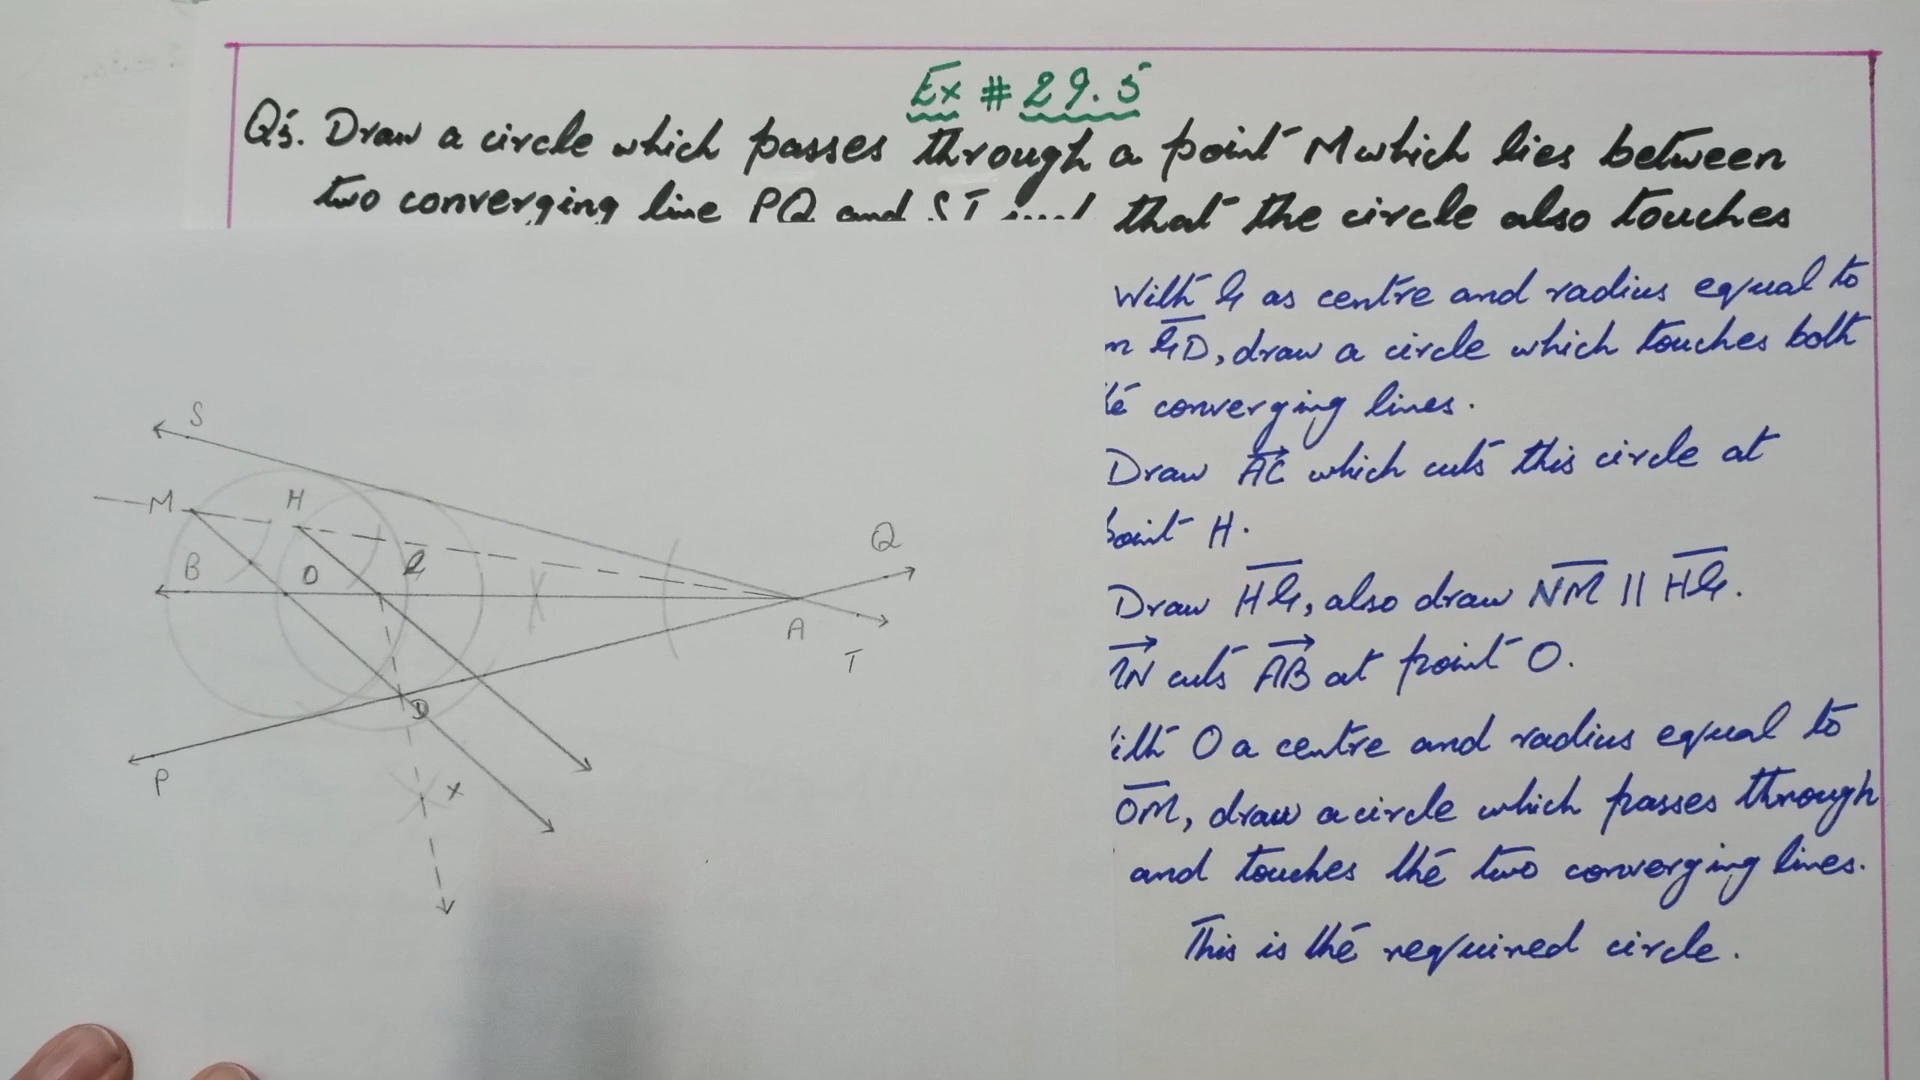 Ex # 29.5
Q5. Draw a circle which passes through a point M which lies between
two converging line PQ and ST that the circle also touches
With G as centre and radius equal to
m GD, draw a circle which touches both
converging lines.
Draw AC which cuts this circle at
point H.
Draw HG, also draw NM || HG.
MN cuts AB at point O.
with O a centre and radius equal to
OM, draw a circle which passes through
and touches the two converging lines.
This is the required circle.
S
M
H
Q
B
O
G
A
T
D
P
X